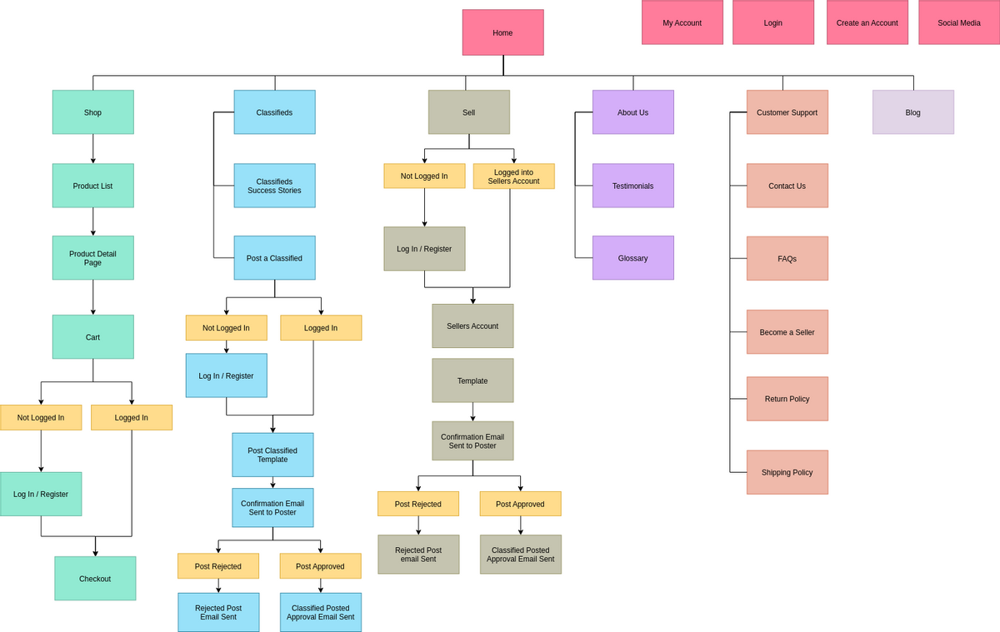 Home
My Account
Login
Create an Account
Social Media
Shop
Classifieds
Sell
About Us
Customer Support
Blog
Product List
Classifieds
Success Stories
Not Logged In
Logged into
Sellers Account
Testimonials
Contact Us
Product Detail
Page
Post a Classified
Log In / Register
Glossary
FAQs
Cart
Not Logged In
Logged In
Sellers Account
Become a Seller
Log In / Register
Template
Return Policy
Not Logged In
Logged In
Post Classified
Template
Confirmation Email
Sent to Poster
Shipping Policy
Log In / Register
Confirmation Email
Sent to Poster
Post Rejected
Post Approved
Checkout
Post Rejected
Post Approved
Rejected Post
email Sent
Classified Posted
Approval Email Sent
Rejected Post
Email Sent
Classified Posted
Approval Email Sent